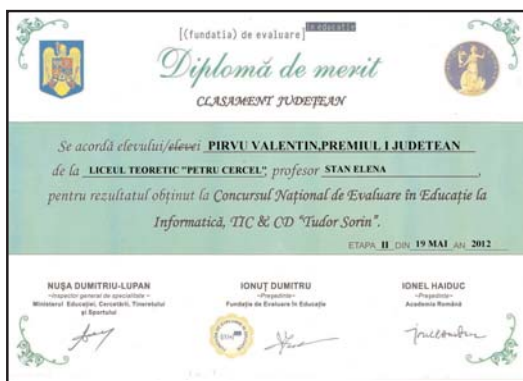 [(fundatia) de evaluare] in educatie
Diplomă de merit
CLASAMENT JUDEȚEAN
Se acordă elevului/elevei PIRVU VALENTIN,PREMIUL I JUDETEAN
de la LICEUL TEORETIC "PETRU CERCEL", profesor STAN ELENA,
pentru rezultatul obținut la Concursul Național de Evaluare în Educație la
Informatică, TIC & CD "Tudor Sorin".
ETAPA II DIN 19 MAI AN 2012
NUȘA DUMITRIU-LUPAN
~Inspector general de specialitate~
Ministerul Educației, Cercetării, Tineretului
și Sportului
IONUȚ DUMITRU
~Președinte~
Fundația de Evaluare în Educație
IONEL HAIDUC
~Președinte~
Academia Română